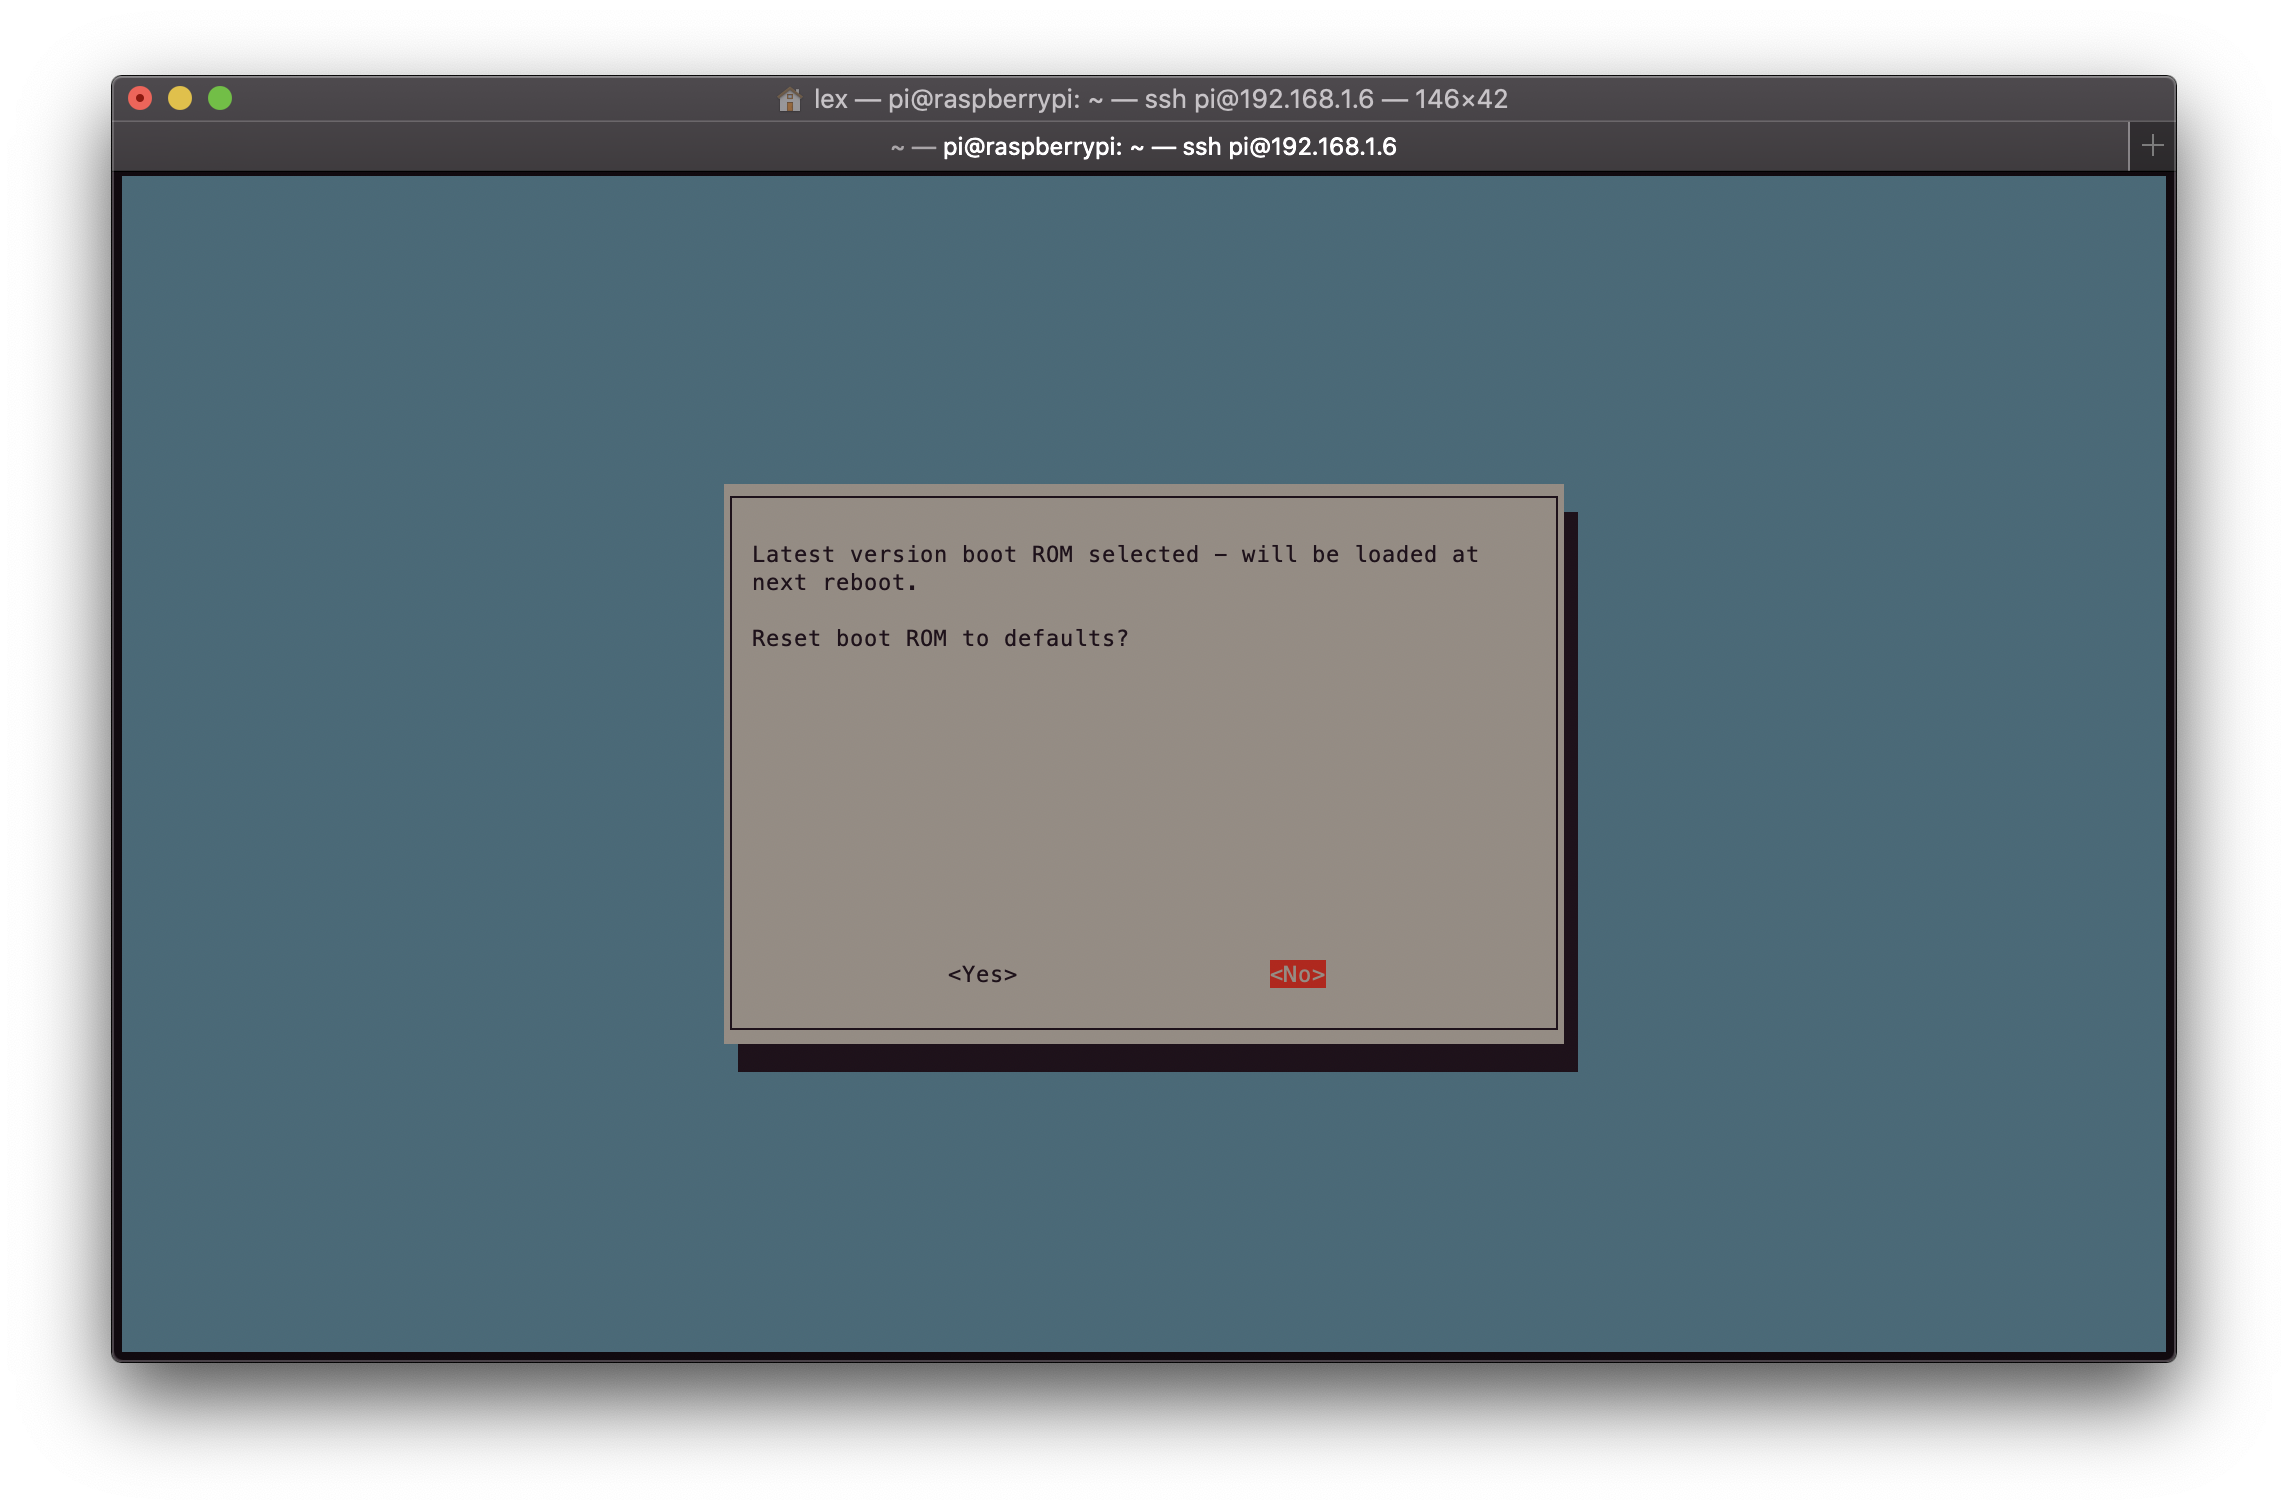 lex — pi@raspberrypi: ~ — ssh pi@192.168.1.6 — 146×42
~ — pi@raspberrypi: ~ — ssh pi@192.168.1.6
Latest version boot ROM selected – will be loaded at
next reboot.
Reset boot ROM to defaults?
<Yes> <No>